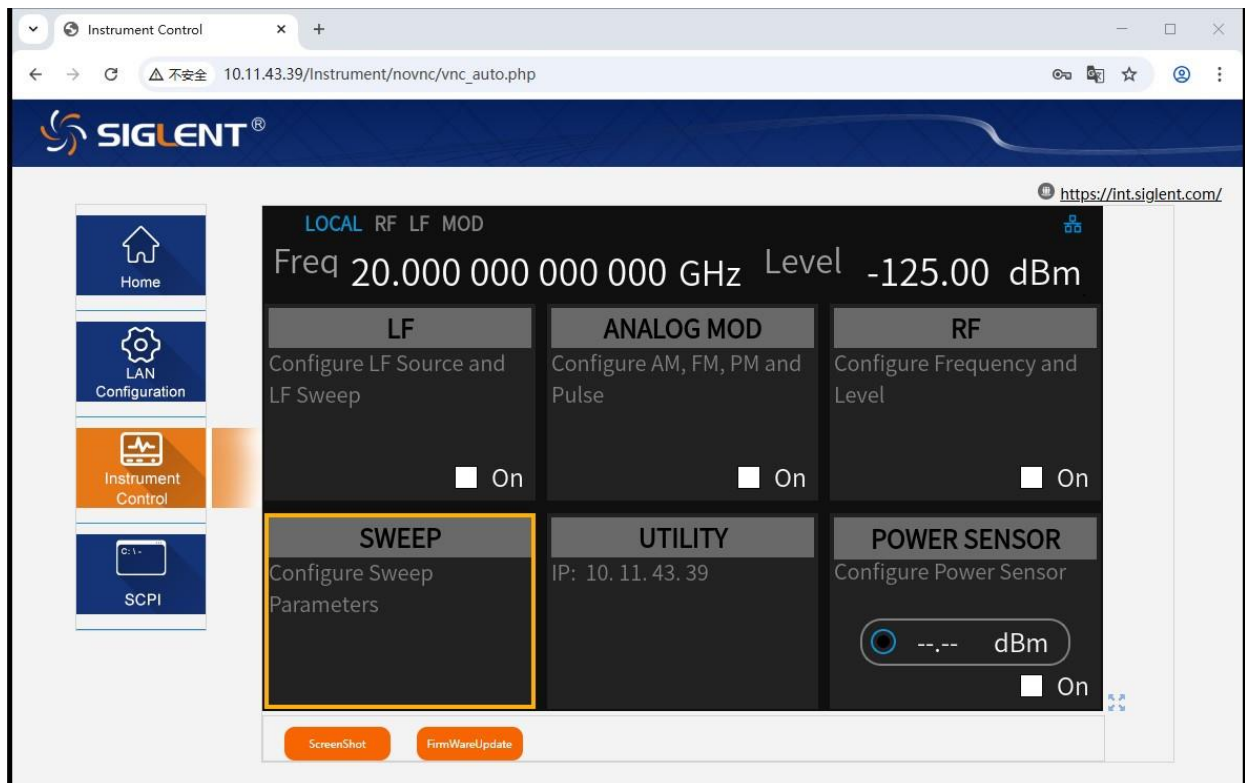 Instrument Control
不安全 10.11.43.39/Instrument/novnc/vnc_auto.php
SIGLENT®
https://int.siglent.com/
Home
LAN
Configuration
Instrument
Control
C:\-
SCPI
LOCAL RF LF MOD
Freq 20.000 000 000 000 GHz Level -125.00 dBm
LF
Configure LF Source and
LF Sweep
On
ANALOG MOD
Configure AM, FM, PM and
Pulse
On
RF
Configure Frequency and
Level
On
SWEEP
Configure Sweep
Parameters
UTILITY
IP: 10. 11. 43. 39
POWER SENSOR
Configure Power Sensor
--.-- dBm
On
ScreenShot FirmWareUpdate